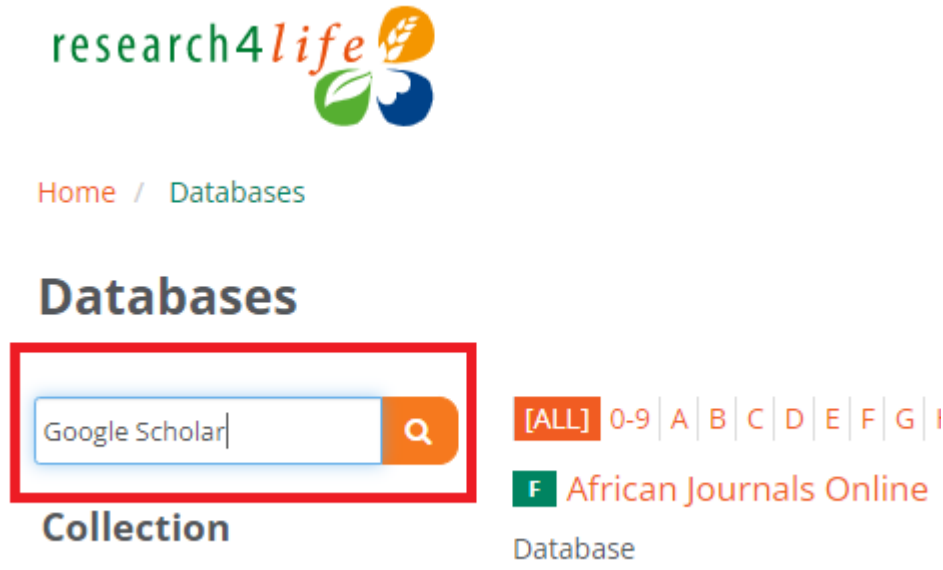 research4life
Home / Databases
Databases
Google Scholar
[ALL] 0-9 A B C D E F G
F African Journals Online
Collection
Database